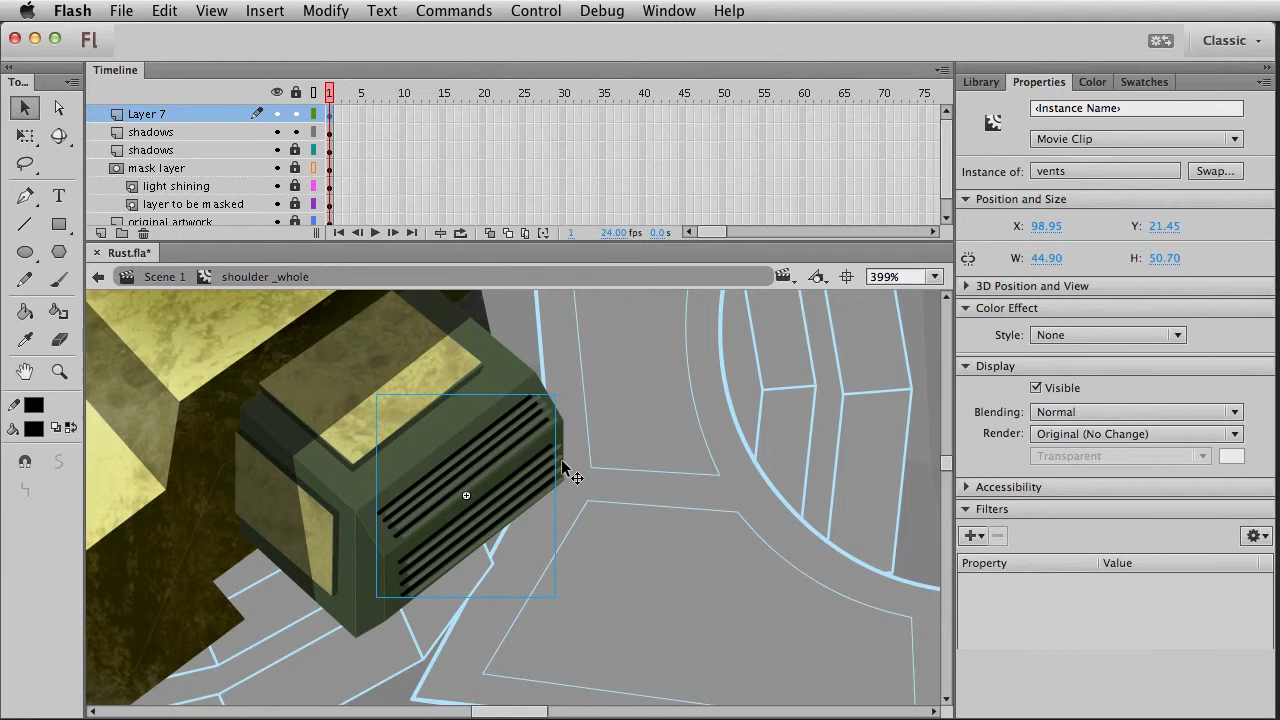 Flash File Edit View Insert Modify Text Commands Control Debug Window Help
Fl Classic
To... Timeline Library Properties Color Swatches
1 5 10 15 20 25 30 35 40 45 50 55 60 65 70 75
‹Instance Name›
Layer 7
shadows
Movie Clip
shadows
mask layer
Instance of: vents Swap...
light shining
Position and Size
layer to be masked
original artwork
X: 98.95 Y: 21.45
1 24.00 fps 0.0 s
Rust.fla*
W: 44.90 H: 50.70
Scene 1 shoulder _whole 399%
3D Position and View
Color Effect
Style: None
Display
Visible
Blending: Normal
Render: Original (No Change)
Transparent
Accessibility
Filters
Property Value